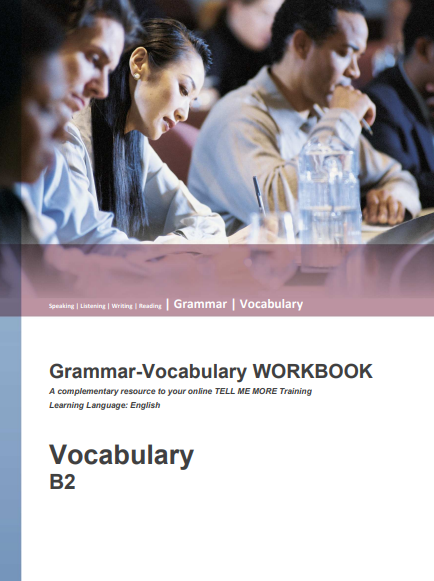 Speaking | Listening | Writing | Reading | Grammar | Vocabulary
Grammar-Vocabulary WORKBOOK
A complementary resource to your online TELL ME MORE Training
Learning Language: English
Vocabulary
B2